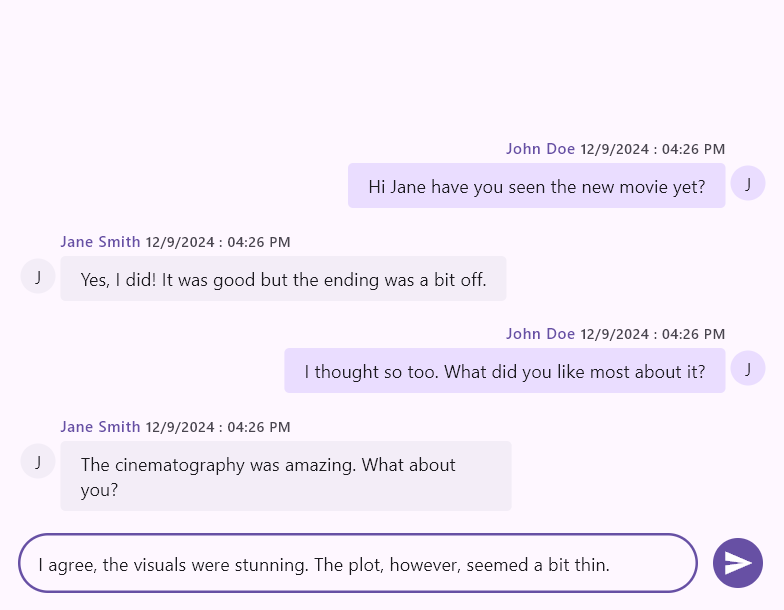 John Doe 12/9/2024 : 04:26 PM
Hi Jane have you seen the new movie yet?
J
Jane Smith 12/9/2024 : 04:26 PM
J
Yes, I did! It was good but the ending was a bit off.
John Doe 12/9/2024 : 04:26 PM
I thought so too. What did you like most about it?
J
Jane Smith 12/9/2024 : 04:26 PM
J
The cinematography was amazing. What about
you?
I agree, the visuals were stunning. The plot, however, seemed a bit thin.